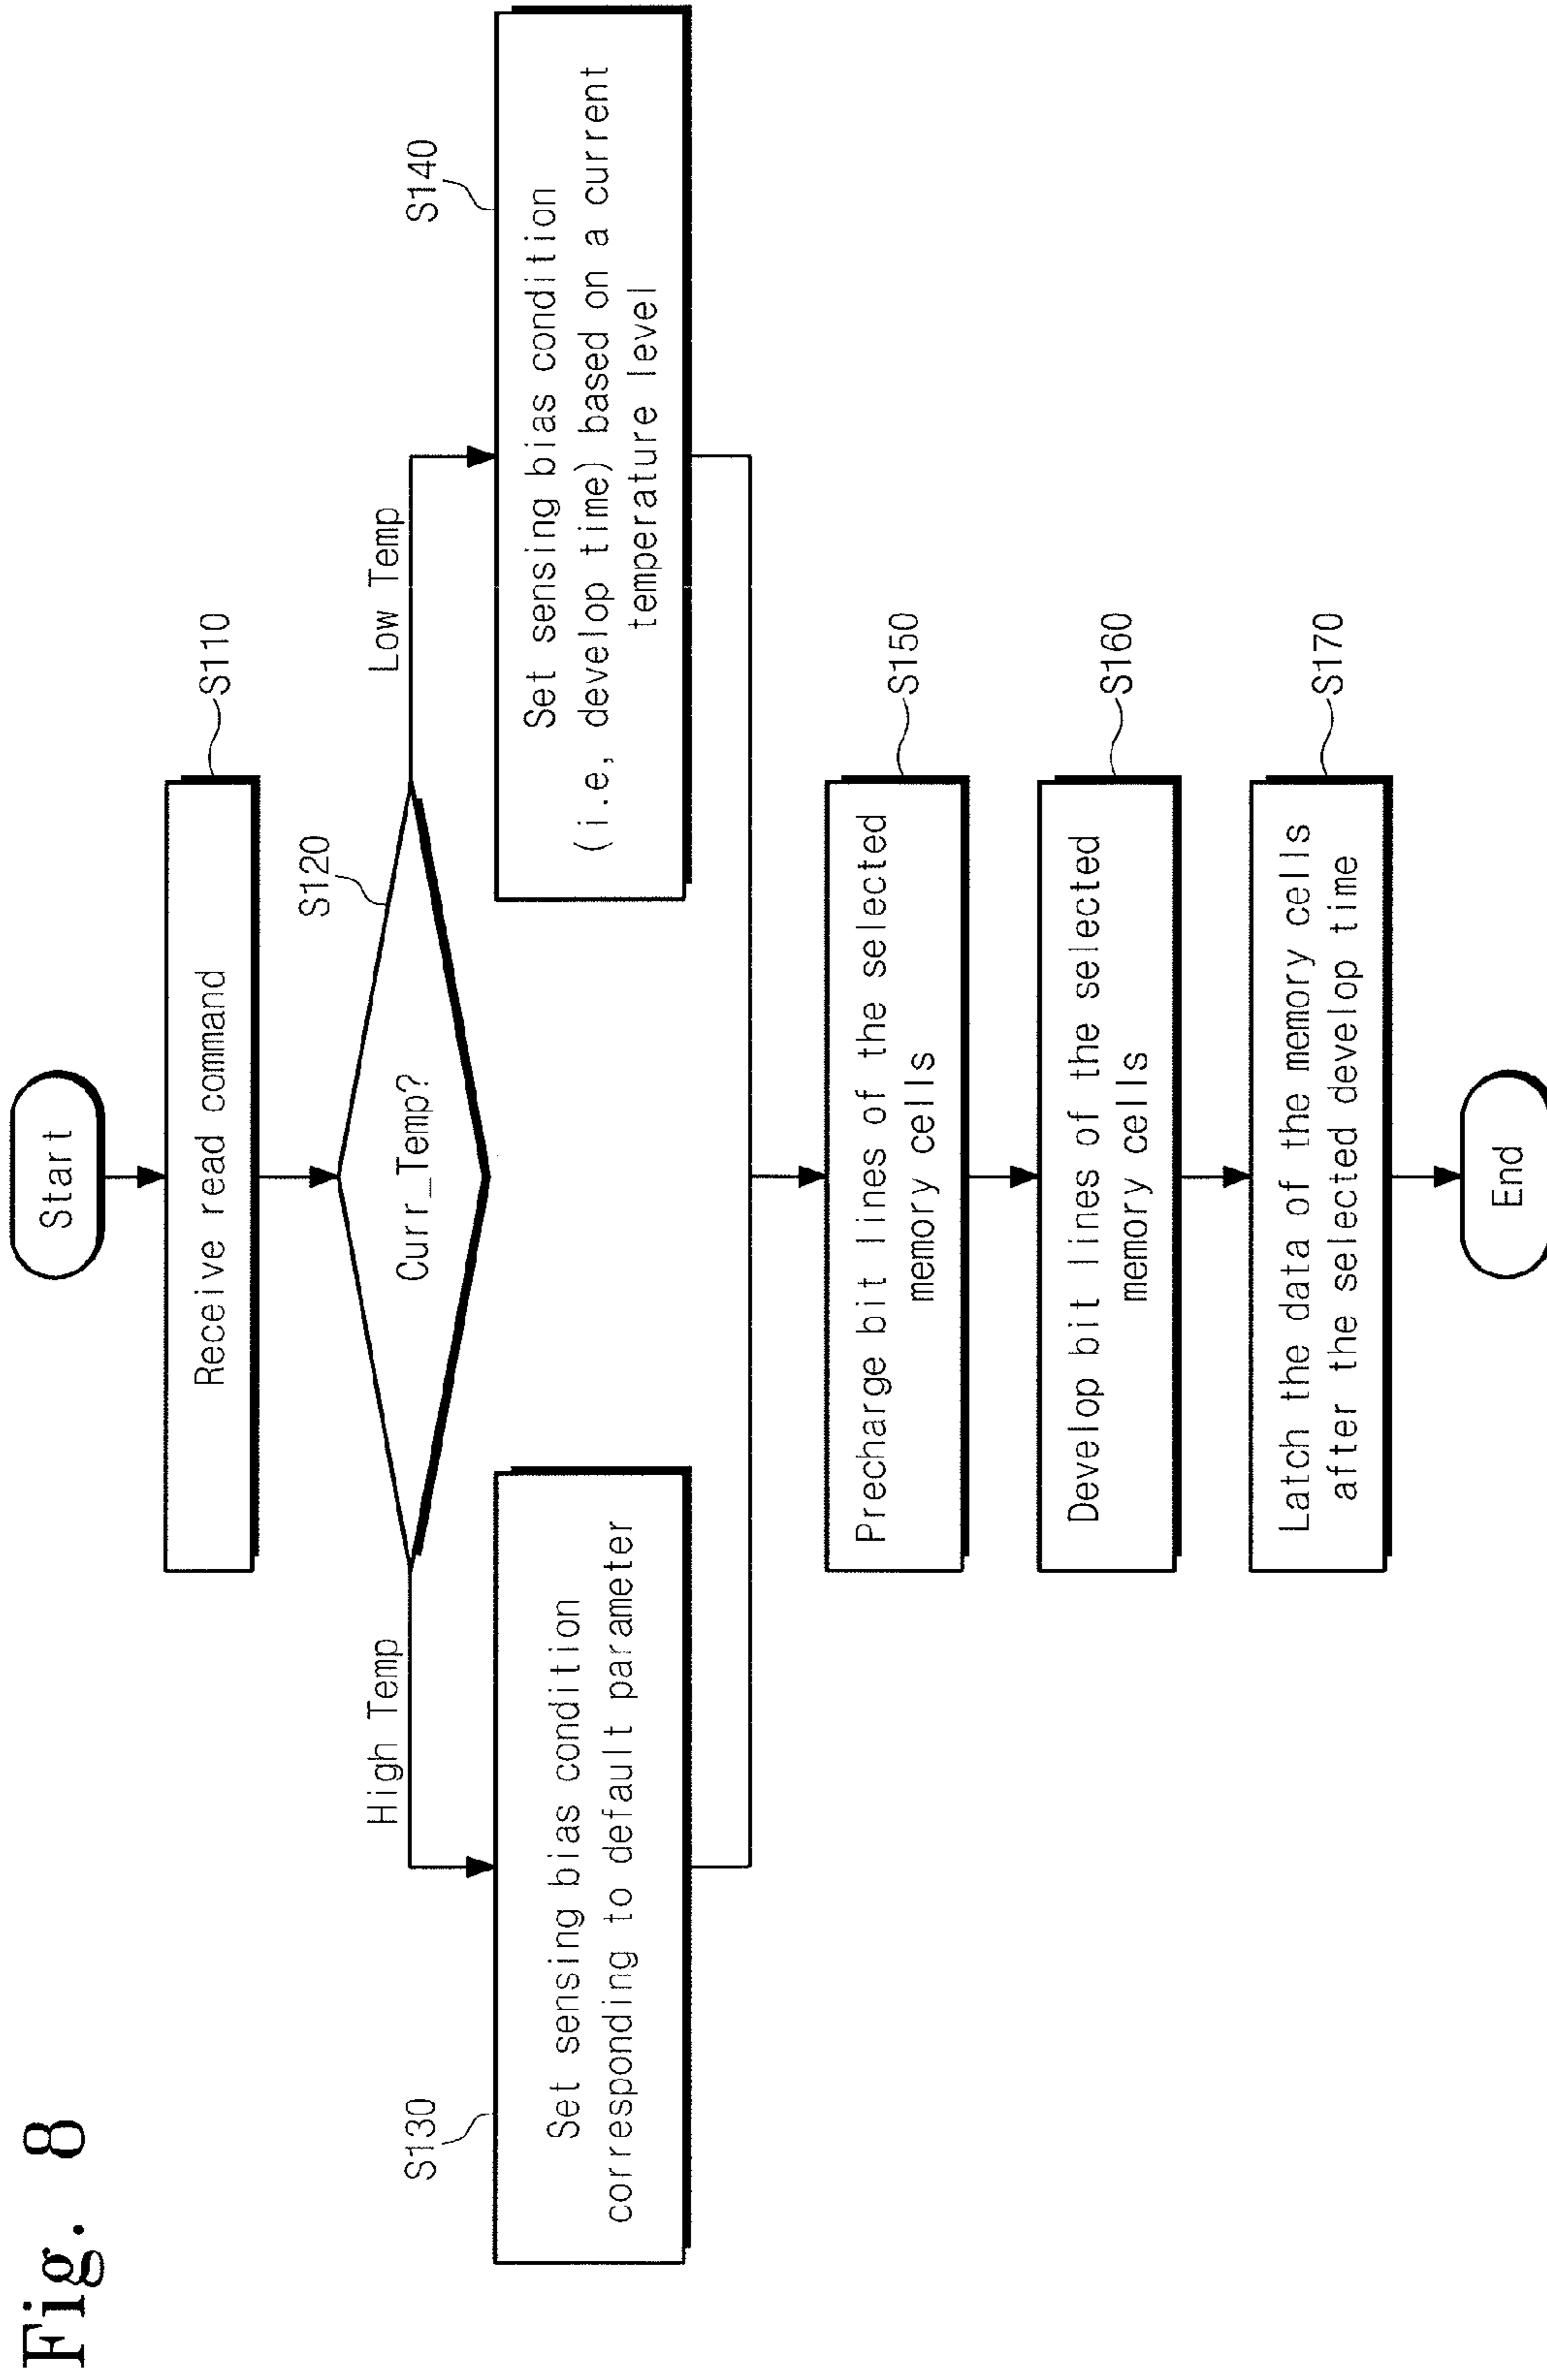 Fig. 8
Start
Receive read command
S110
S120
Curr_Temp?
High Temp
Low Temp
S130
Set sensing bias condition
corresponding to default parameter
S140
Set sensing bias condition
(i.e, develop time) based on a current
temperature level
Precharge bit lines of the selected
memory cells
S150
Develop bit lines of the selected
memory cells
S160
Latch the data of the memory cells
after the selected develop time
S170
End